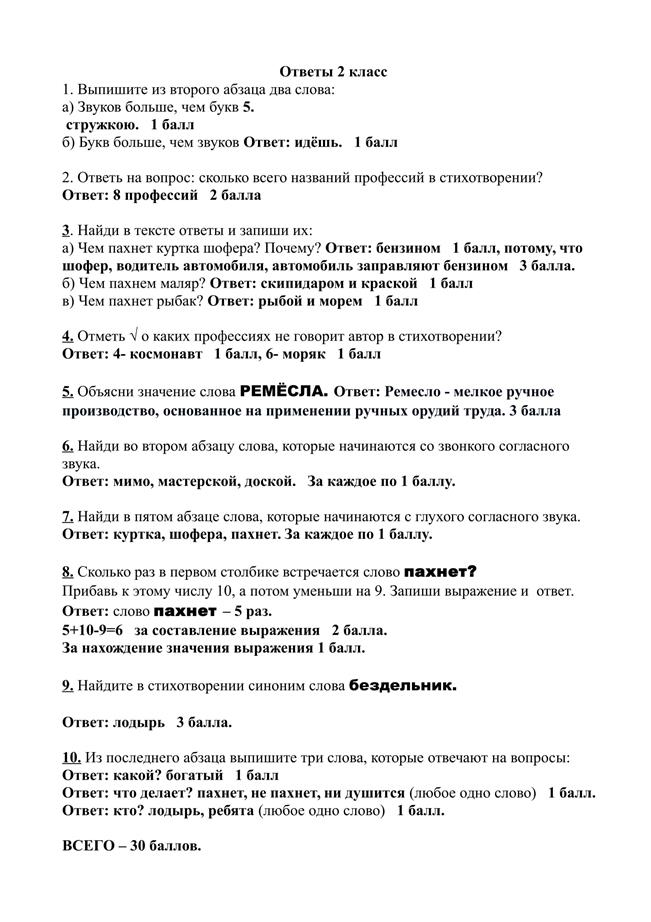 Ответы 2 класс
1. Выпишите из второго абзаца два слова:
а) Звуков больше, чем букв 5.
стружкою. 1 балл
б) Букв больше, чем звуков Ответ: идёшь. 1 балл
2. Ответь на вопрос: сколько всего названий профессий в стихотворении?
Ответ: 8 профессий 2 балла
3. Найди в тексте ответы и запиши их:
а) Чем пахнет куртка шофера? Почему? Ответ: бензином 1 балл, потому, что
шофер, водитель автомобиля, автомобиль заправляют бензином 3 балла.
б) Чем пахнем маляр? Ответ: скипидаром и краской 1 балл
в) Чем пахнет рыбак? Ответ: рыбой и морем 1 балл
4. Отметь √ о каких профессиях не говорит автор в стихотворении?
Ответ: 4- космонавт 1 балл, 6- моряк 1 балл
5. Объясни значение слова РЕМЁСЛА. Ответ: Ремесло - мелкое ручное
производство, основанное на применении ручных орудий труда. 3 балла
6. Найди во втором абзацу слова, которые начинаются со звонкого согласного
звука.
Ответ: мимо, мастерской, доской. За каждое по 1 баллу.
7. Найди в пятом абзаце слова, которые начинаются с глухого согласного звука.
Ответ: куртка, шофера, пахнет. За каждое по 1 баллу.
8. Сколько раз в первом столбике встречается слово пахнет?
Прибавь к этому числу 10, а потом уменьши на 9. Запиши выражение и ответ.
Ответ: слово пахнет – 5 раз.
5+10-9=6 за составление выражения 2 балла.
За нахождение значения выражения 1 балл.
9. Найдите в стихотворении синоним слова бездельник.
Ответ: лодырь 3 балла.
10. Из последнего абзаца выпишите три слова, которые отвечают на вопросы:
Ответ: какой? богатый 1 балл
Ответ: что делает? пахнет, не пахнет, ни душится (любое одно слово) 1 балл.
Ответ: кто? лодырь, ребята (любое одно слово) 1 балл.
ВСЕГО – 30 баллов.